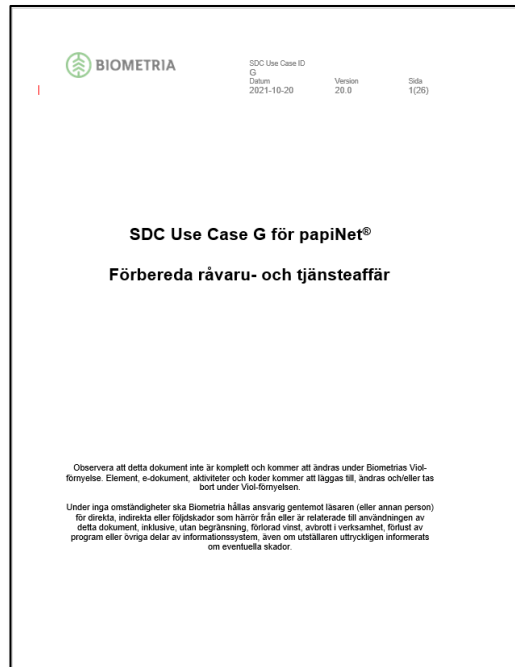 BIOMETRIA
SDC Use Case ID
G
Datum Version Sida
2021-10-20 20.0 1(26)
SDC Use Case G för papiNet®
Förbereda råvaru- och tjänsteaffär
Observera att detta dokument inte är komplett och kommer att ändras under Biometrias Viol-
förnyelse. Element, e-dokument, aktiviteter och koder kommer att läggas till, ändras och/eller tas
bort under Viol-förnyelsen.
Under inga omständigheter ska Biometria hållas ansvarig gentemot läsaren (eller annan person)
för direkta, indirekta eller följdskador som härrör från eller är relaterade till användningen av
detta dokument, inklusive, utan begränsning, förlorad vinst, avbrott i verksamhet, förlust av
program eller övriga delar av informationssystem, även om utställaren uttryckligen informerats
om eventuella skador.